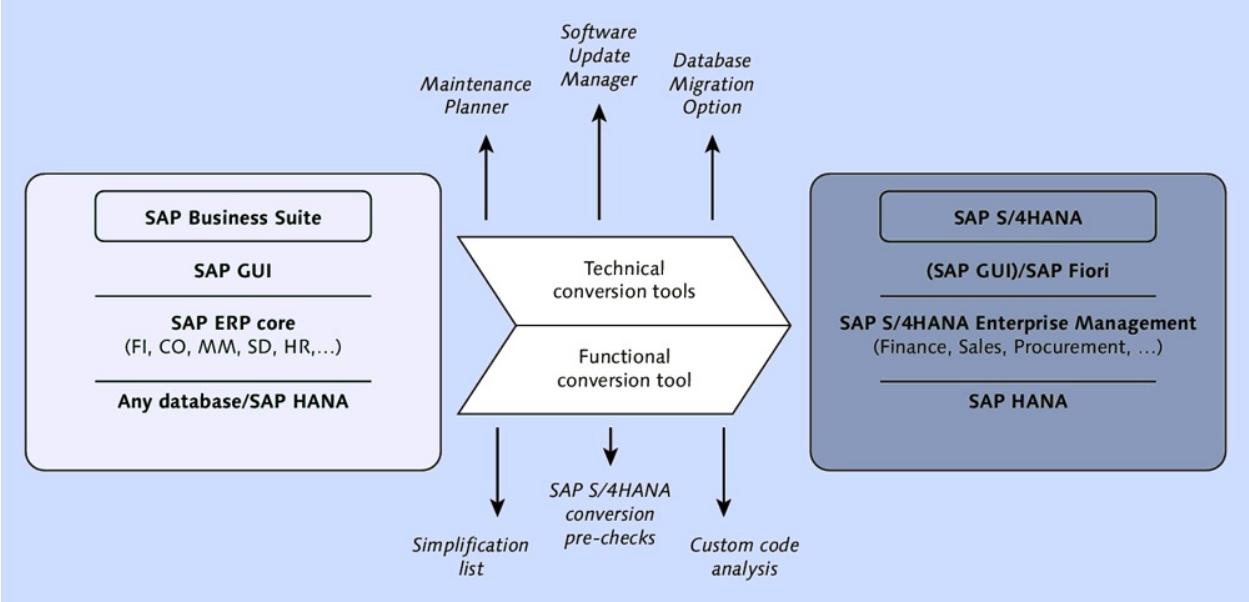 Maintenance
Planner
Software
Update
Manager
Database
Migration
Option
SAP Business Suite
SAP GUI
SAP ERP core
(FI, CO, MM, SD, HR,...)
Any database/SAP HANA
Technical
conversion tools
Functional
conversion tool
SAP S/4HANA
(SAP GUI)/SAP Fiori
SAP S/4HANA Enterprise Management
(Finance, Sales, Procurement, ...)
SAP HANA
Simplification
list
SAP S/4HANA
conversion
pre-checks
Custom code
analysis